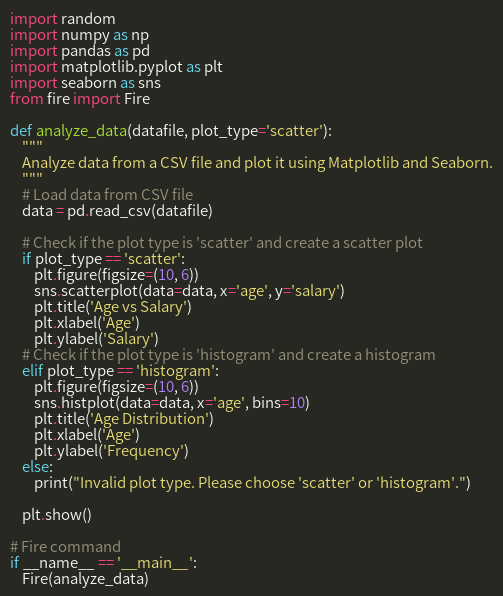 import random
import numpy as np
import pandas as pd
import matplotlib.pyplot as plt
import seaborn as sns
from fire import Fire

def analyze_data(datafile, plot_type='scatter'):
    """
    Analyze data from a CSV file and plot it using Matplotlib and Seaborn.
    """
    # Load data from CSV file
    data = pd.read_csv(datafile)

    # Check if the plot type is 'scatter' and create a scatter plot
    if plot_type == 'scatter':
        plt.figure(figsize=(10, 6))
        sns.scatterplot(data=data, x='age', y='salary')
        plt.title('Age vs Salary')
        plt.xlabel('Age')
        plt.ylabel('Salary')
    # Check if the plot type is 'histogram' and create a histogram
    elif plot_type == 'histogram':
        plt.figure(figsize=(10, 6))
        sns.histplot(data=data, x='age', bins=10)
        plt.title('Age Distribution')
        plt.xlabel('Age')
        plt.ylabel('Frequency')
    else:
        print("Invalid plot type. Please choose 'scatter' or 'histogram'.")

    plt.show()

# Fire command
if __name__ == '__main__':
    Fire(analyze_data)